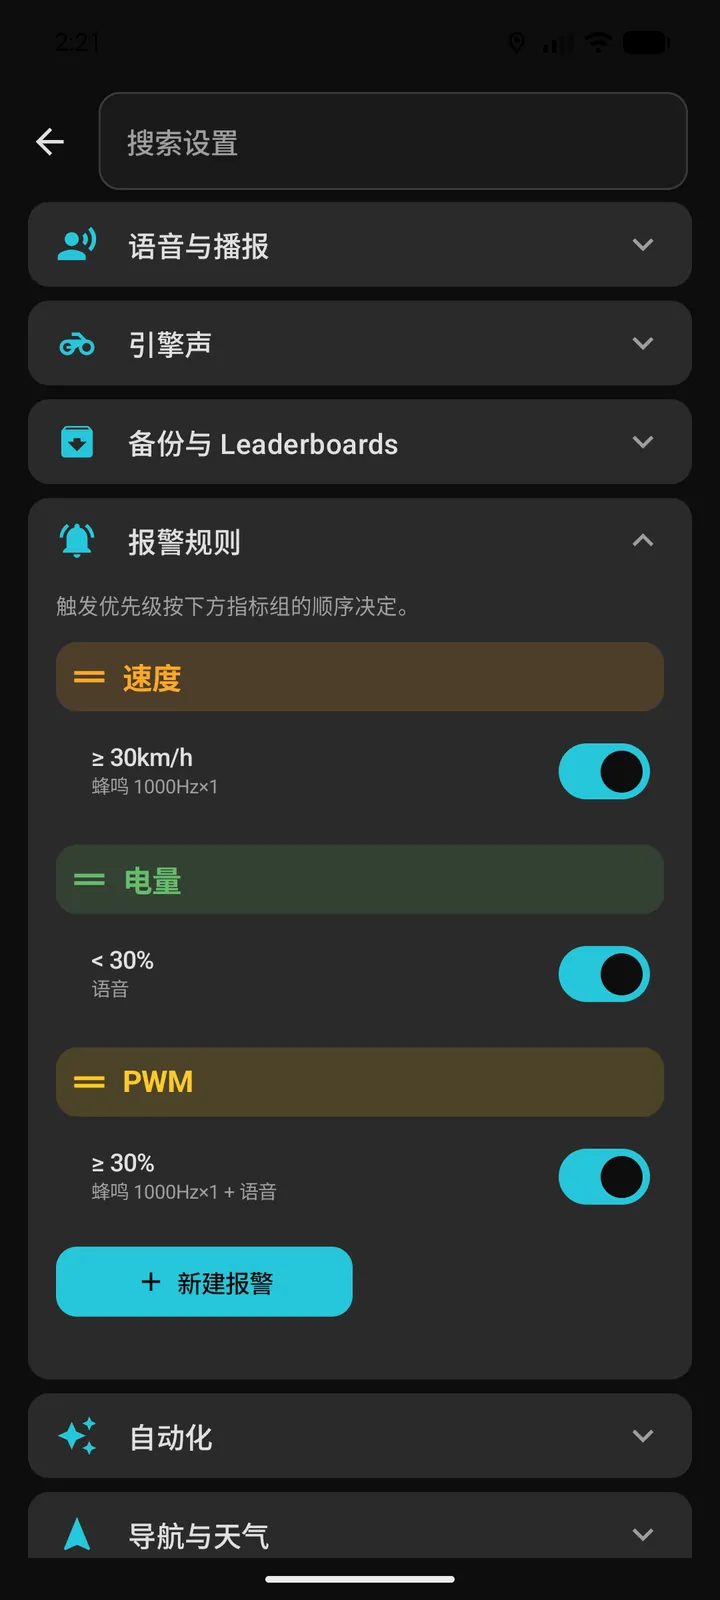 2:21
搜索设置
语音与播报
引擎声
备份与 Leaderboards
报警规则
触发优先级按下方指标组的顺序决定。
速度
≥ 30km/h
蜂鸣 1000Hz×1
电量
< 30%
语音
PWM
≥ 30%
蜂鸣 1000Hz×1 + 语音
+ 新建报警
自动化
导航与天气